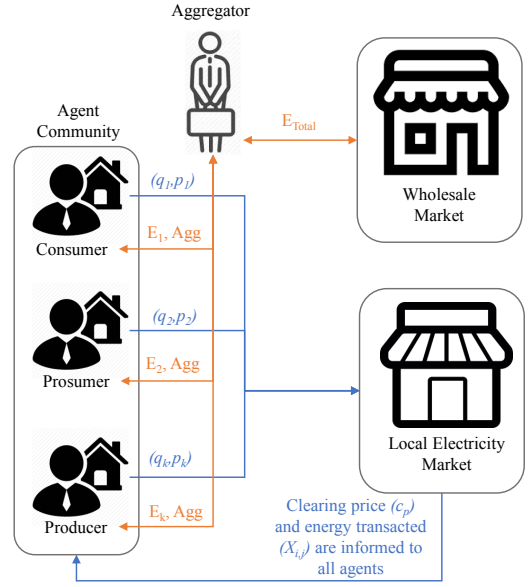 Aggregator
Agent
Community
E_Total
(q_1,p_1)
Wholesale
Market
Consumer
E_1, Agg
(q_2,p_2)
E_2, Agg
Prosumer
Local Electricity
Market
(q_k,p_k)
E_k, Agg
Producer
Clearing price (c_p)
and energy transacted
(X_{i,j}) are informed to
all agents